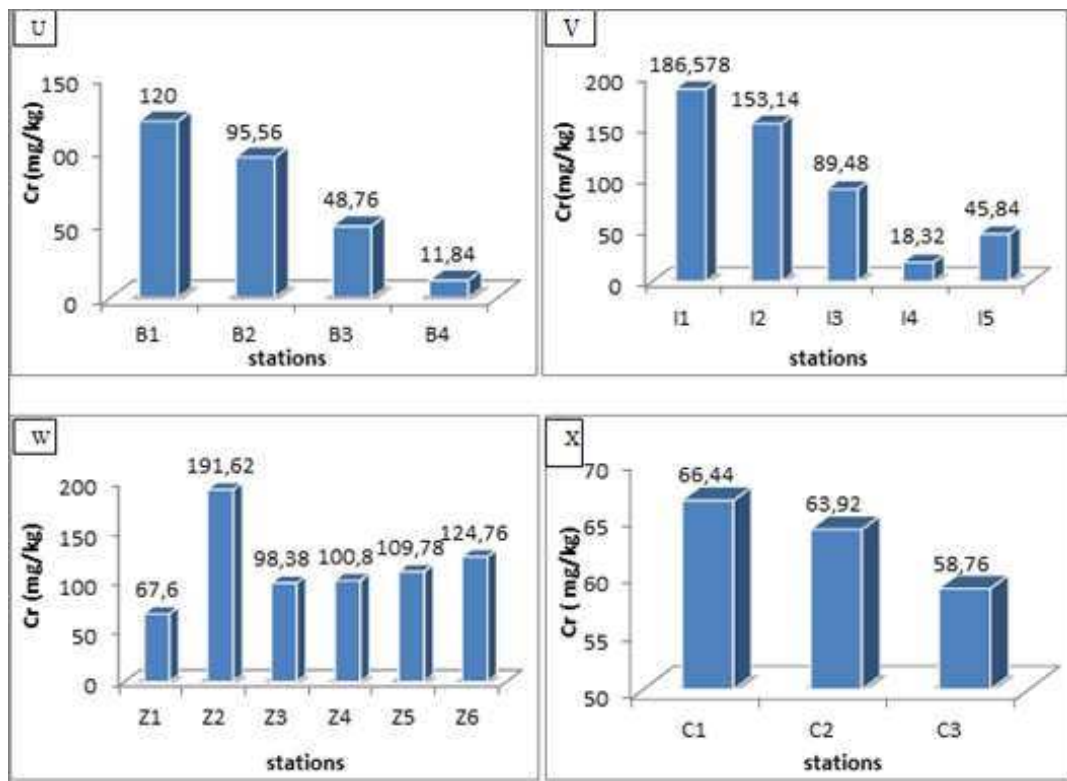 U
Cr (mg/kg)
150
00
50
0
120
95,56
48,76
11,84
B1 B2 B3 B4
stations
V
Cr(mg/kg)
200
150
100
50
0
186,578
153,14
89,48
18,32
45,84
I1 I2 I3 I4 I5
stations
W
Cr (mg/kg)
200
150
100
50
0
67,6
191,62
98,38
100,8
109,78
124,76
Z1 Z2 Z3 Z4 Z5 Z6
stations
X
Cr ( mg/kg)
70
65
60
55
50
66,44
63,92
58,76
C1 C2 C3
stations